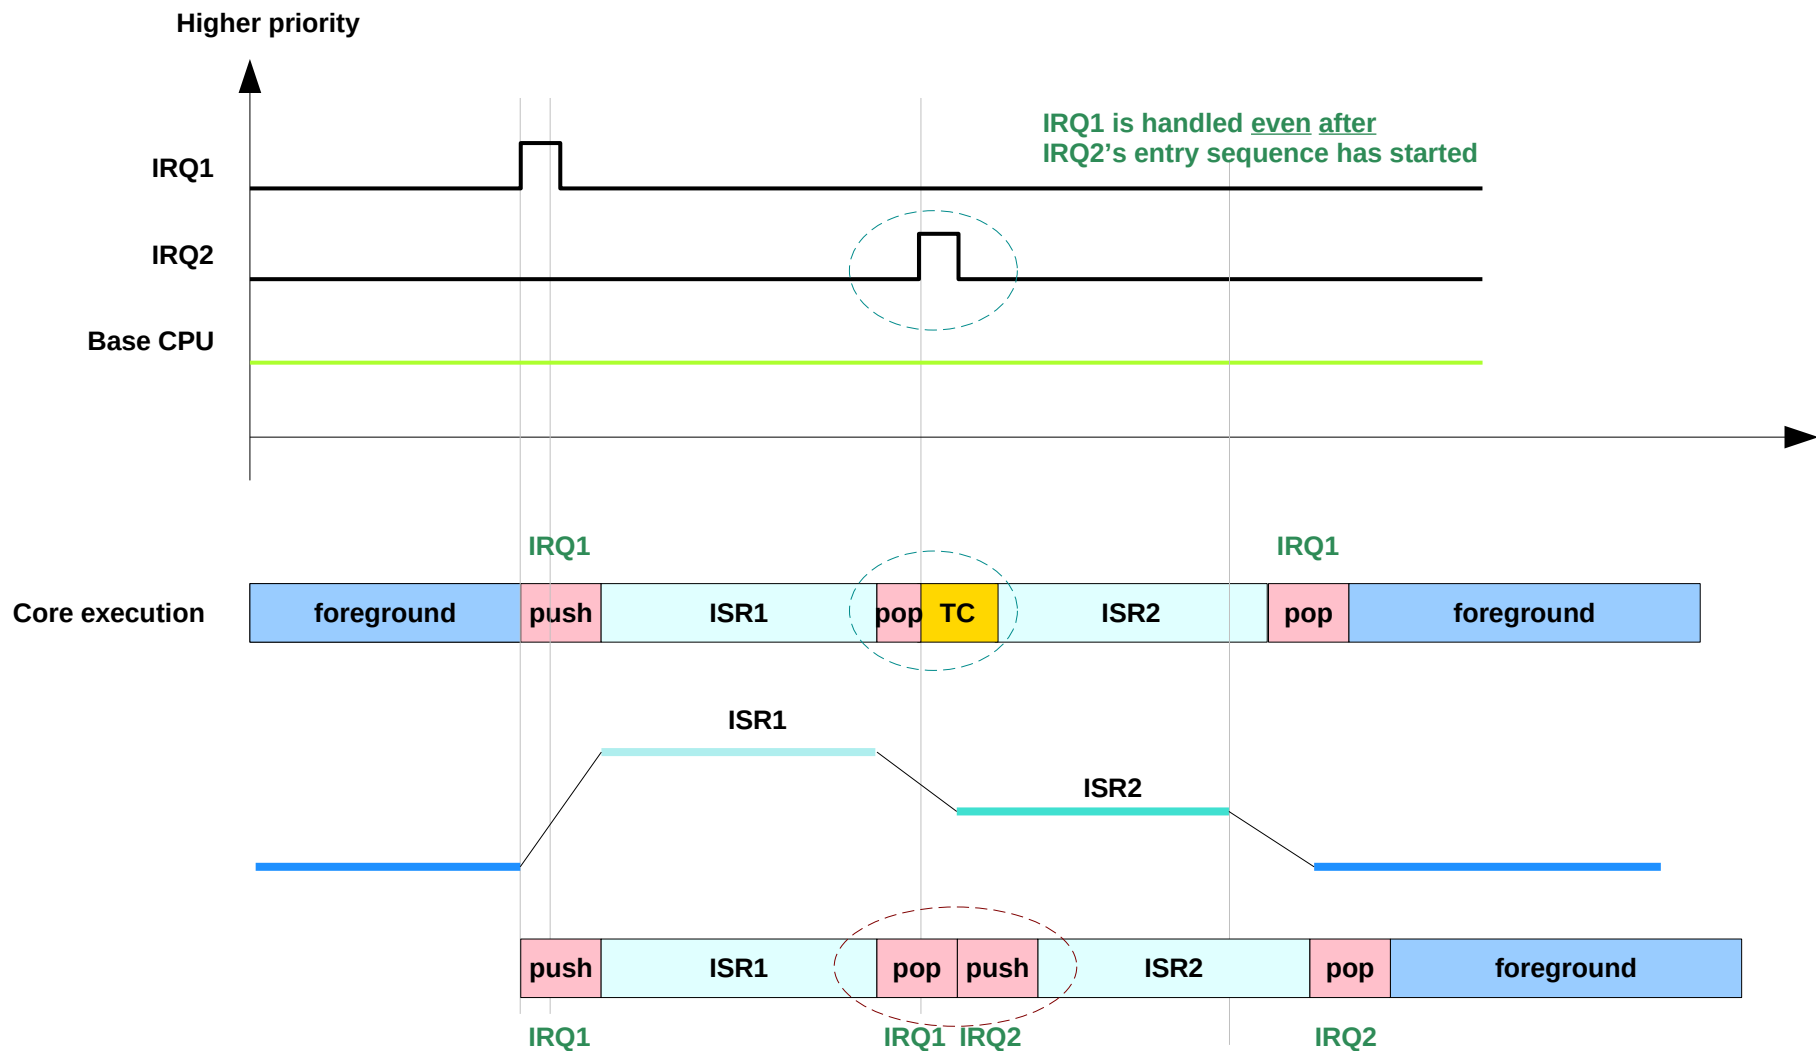 Higher priority
IRQ1 is handled even after
IRQ2’s entry sequence has started
IRQ1
IRQ2
Base CPU
IRQ1 IRQ1
Core execution foreground push ISR1 pop TC ISR2 pop foreground
ISR1
ISR2
push ISR1 pop push ISR2 pop foreground
IRQ1 IRQ1 IRQ2 IRQ2